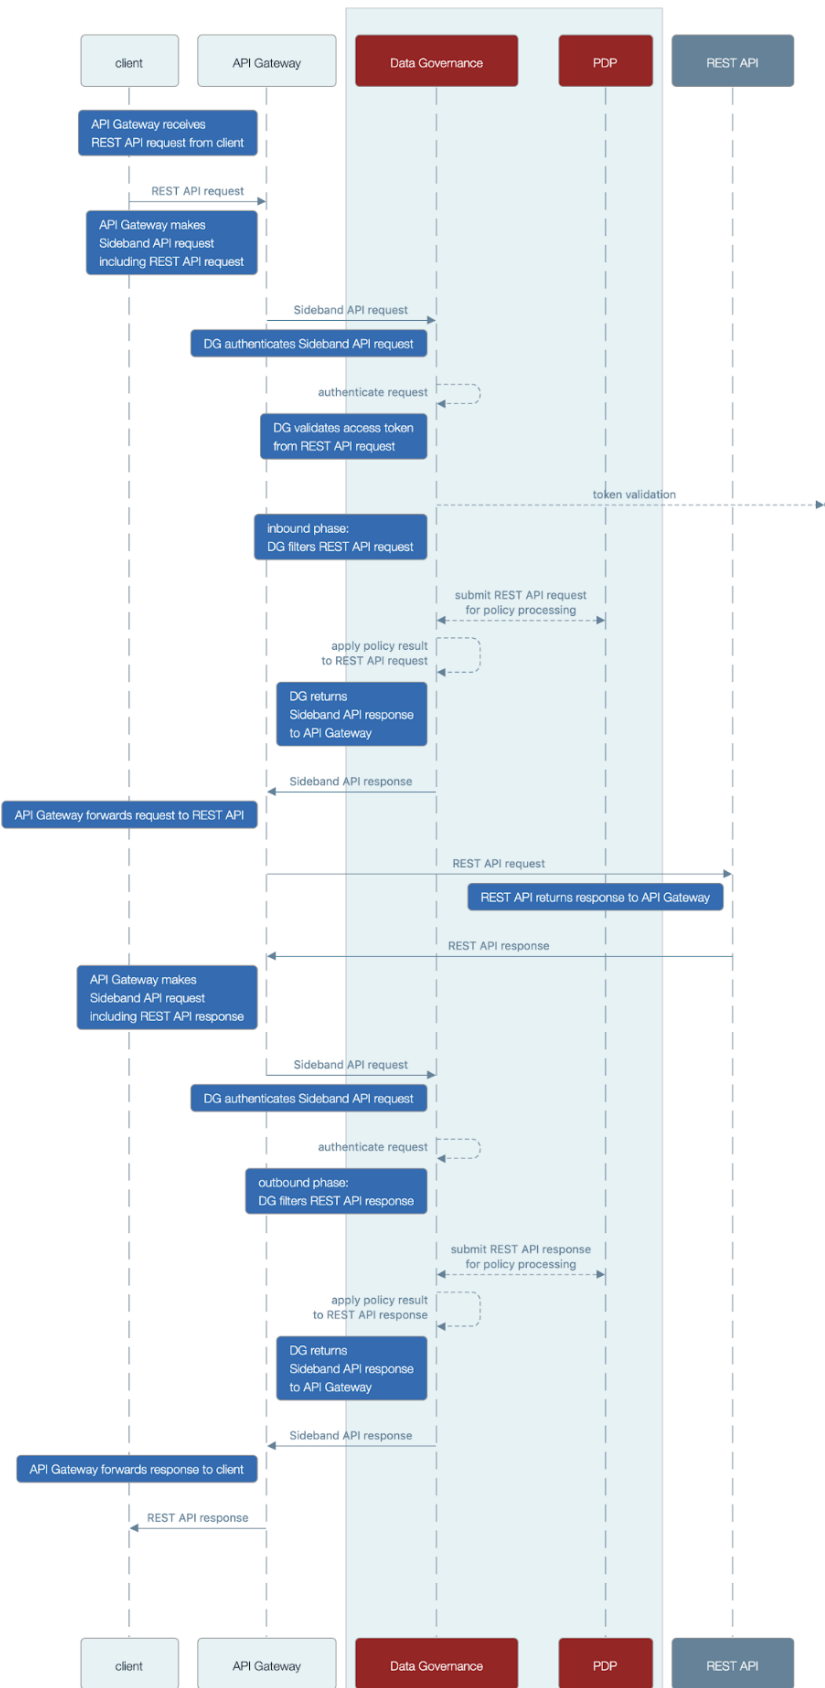 client
API Gateway
Data Governance
PDP
REST API
API Gateway receives
REST API request from client
REST API request
API Gateway makes
Sideband API request
including REST API request
Sideband API request
DG authenticates Sideband API request
authenticate request
DG validates access token
from REST API request
token validation
inbound phase:
DG filters REST API request
submit REST API request
for policy processing
apply policy result
to REST API request
DG returns
Sideband API response
to API Gateway
Sideband API response
API Gateway forwards request to REST API
REST API request
REST API returns response to API Gateway
REST API response
API Gateway makes
Sideband API request
including REST API response
Sideband API request
DG authenticates Sideband API request
authenticate request
outbound phase:
DG filters REST API response
submit REST API response
for policy processing
apply policy result
to REST API response
DG returns
Sideband API response
to API Gateway
Sideband API response
API Gateway forwards response to client
REST API response
client
API Gateway
Data Governance
PDP
REST API